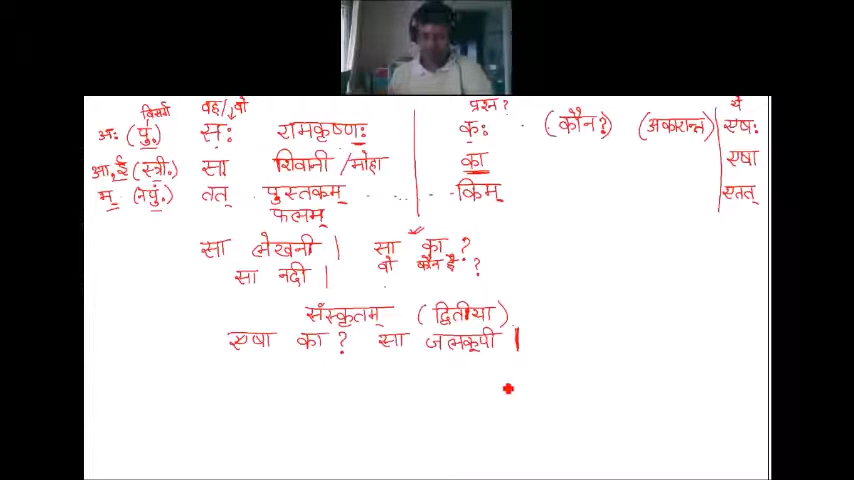 विसर्ग वह/वो प्रश्न? ये
अः (पुं.) सः रामकृष्णः कः (कौन?) (अकारान्त) एषः
आ, ई (स्त्री.) सा शिवानी / मोहा का एषा
म् (नपुं.) तत् पुस्तकम् किम् एतत्
फलम्
सा लेखनी | सा का?
सा नदी | वो कौन है?
संस्कृतम् (द्वितीया)
एषा का? सा जलकूपी |